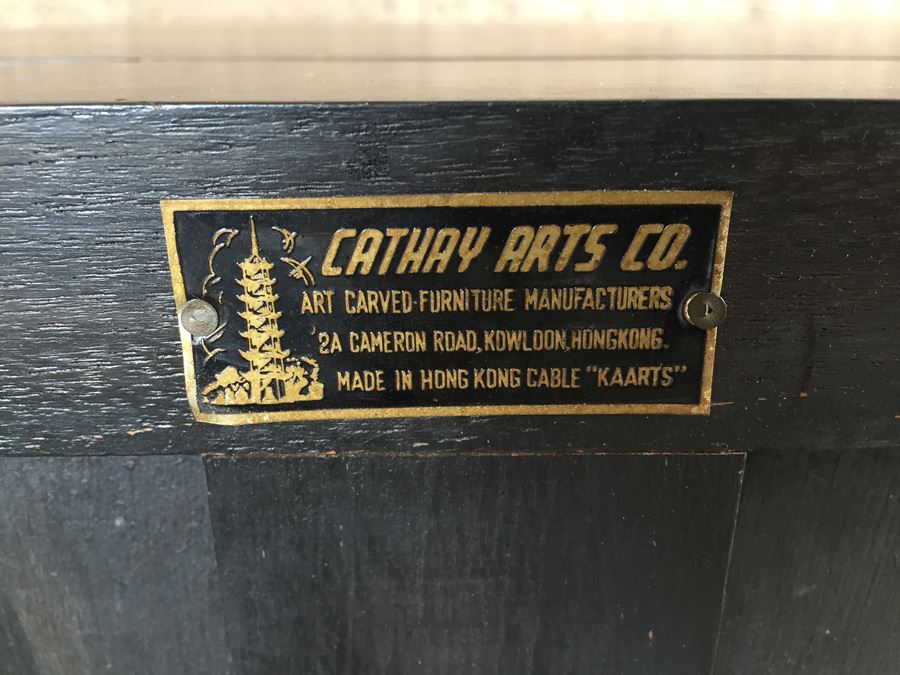 CATHAY ARTS CO.
ART CARVED-FURNITURE MANUFACTURERS
2A CAMERON ROAD, KOWLOON, HONGKONG.
MADE IN HONG KONG CABLE "KAARTS"